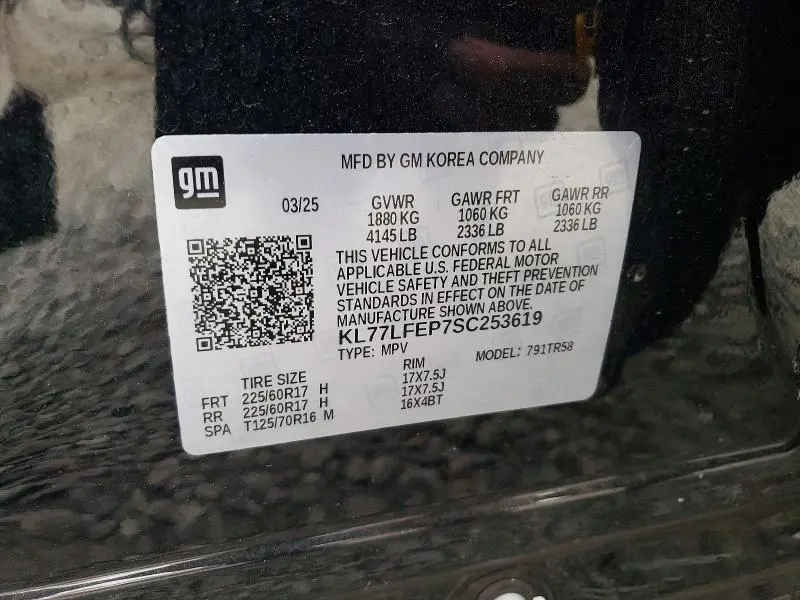 gm
MFD BY GM KOREA COMPANY
03/25
GVWR GAWR FRT GAWR RR
1880 KG 1060 KG 1060 KG
4145 LB 2336 LB 2336 LB
THIS VEHICLE CONFORMS TO ALL
APPLICABLE U.S. FEDERAL MOTOR
VEHICLE SAFETY AND THEFT PREVENTION
STANDARDS IN EFFECT ON THE DATE OF
MANUFACTURE SHOWN ABOVE.
KL77LFEP7SC253619
TYPE: MPV MODEL: 791TR58
TIRE SIZE RIM
FRT 225/60R17 H 17X7.5J
RR 225/60R17 H 17X7.5J
SPA T125/70R16 M 16X4BT